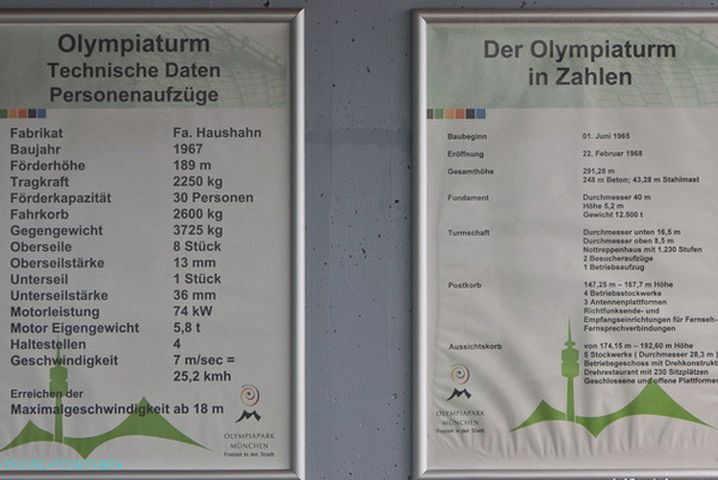 Olympiaturm
Technische Daten
Personenaufzüge
Fabrikat Fa. Haushahn
Baujahr 1967
Förderhöhe 189 m
Tragkraft 2250 kg
Förderkapazität 30 Personen
Fahrkorb 2600 kg
Gegengewicht 3725 kg
Oberseile 8 Stück
Oberseilstärke 13 mm
Unterseil 1 Stück
Unterseilstärke 36 mm
Motorleistung 74 kW
Motor Eigengewicht 5,8 t
Haltestellen 4
Geschwindigkeit 7 m/sec =
25,2 kmh
Erreichen der
Maximalgeschwindigkeit ab 18 m
OLYMPIAPARK
MÜNCHEN
Freizeit in der Stadt.
Der Olympiaturm
in Zahlen
Baubeginn 01. Juni 1965
Eröffnung 22. Februar 1968
Gesamthöhe 291,28 m
248 m Beton; 43,28 m Stahlmast
Fundament Durchmesser 40 m
Höhe 5,2 m
Gewicht 12.500 t
Turmschaft Durchmesser unten 16,5 m
Durchmesser oben 8,5 m
Nottreppenhaus mit 1.230 Stufen
2 Besucheraufzüge
1 Betriebsaufzug
Postkorb 147,25 m – 167,7 m Höhe
4 Betriebsstockwerke
3 Antennenplattformen
Richtfunksende- und
Empfangseinrichtungen für Fernseh-
Fernsprechverbindungen
Aussichtskorb von 174,15 m – 192,60 m Höhe
5 Stockwerke ( Durchmesser 28,3 m )
Betriebsgeschoss mit Drehkonstrukti
Drehrestaurant mit 230 Sitzplätzen
Geschlossene und offene Plattforme
OLYMPIAPARK
MÜNCHEN
Freizeit in der Stadt.